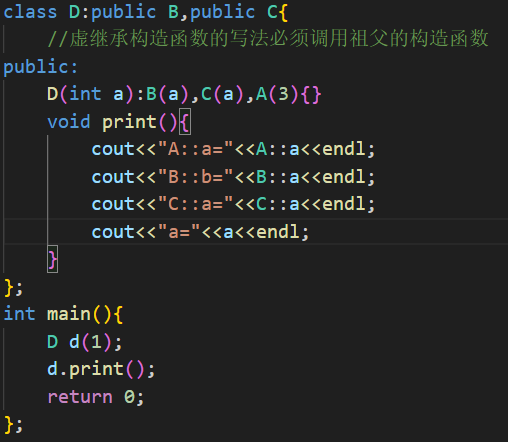 class D:public B,public C{
//虚继承构造函数的写法必须调用祖父的构造函数
public:
D(int a):B(a),C(a),A(3){}
void print(){
cout<<"A::a="<<A::a<<endl;
cout<<"B::b="<<B::a<<endl;
cout<<"C::a="<<C::a<<endl;
cout<<"a="<<a<<endl;
}
};
int main(){
D d(1);
d.print();
return 0;
};